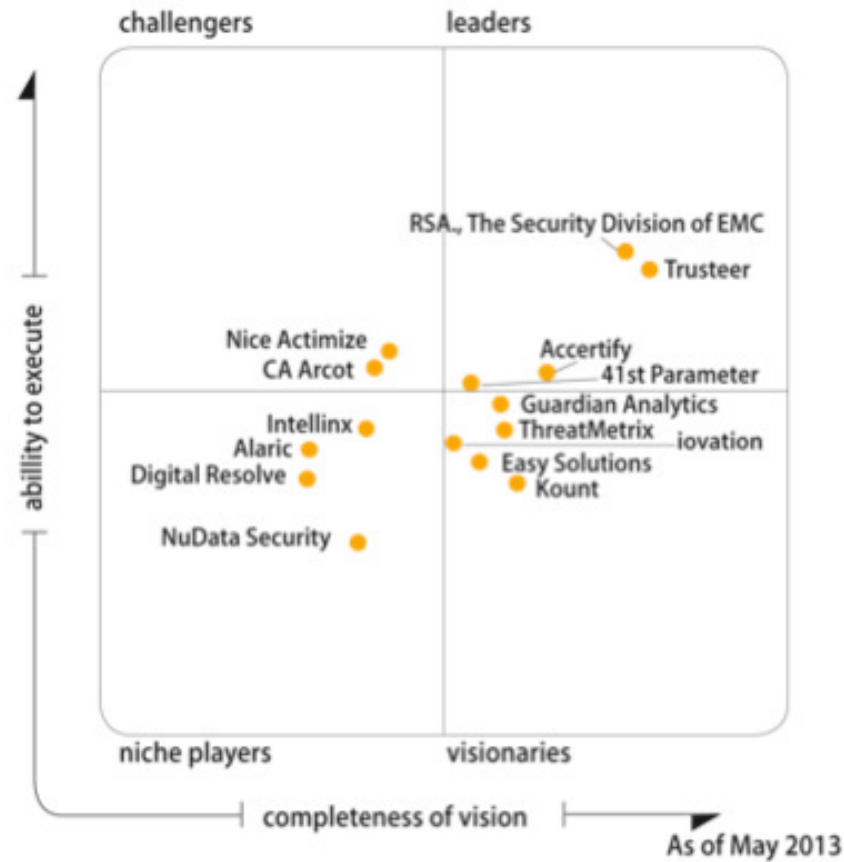 challengers
leaders
RSA., The Security Division of EMC
Trusteer
Nice Actimize
Accertify
CA Arcot
41st Parameter
Guardian Analytics
Intellinx
ThreatMetrix
iovation
Alaric
Easy Solutions
Digital Resolve
Kount
NuData Security
abillity to execute
niche players
visionaries
completeness of vision
As of May 2013